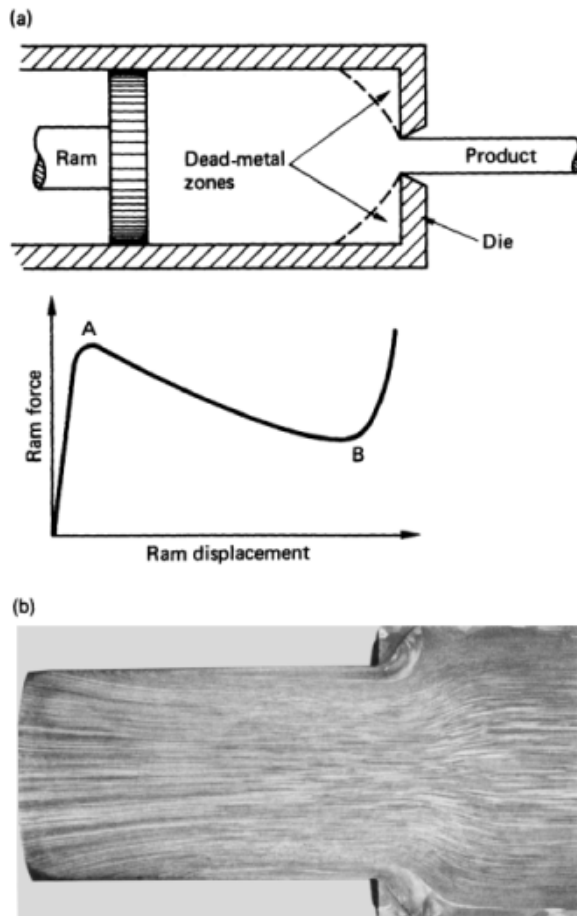 (a)
Ram
Dead-metal
zones
Product
Die
A
B
Ram force
Ram displacement
(b)